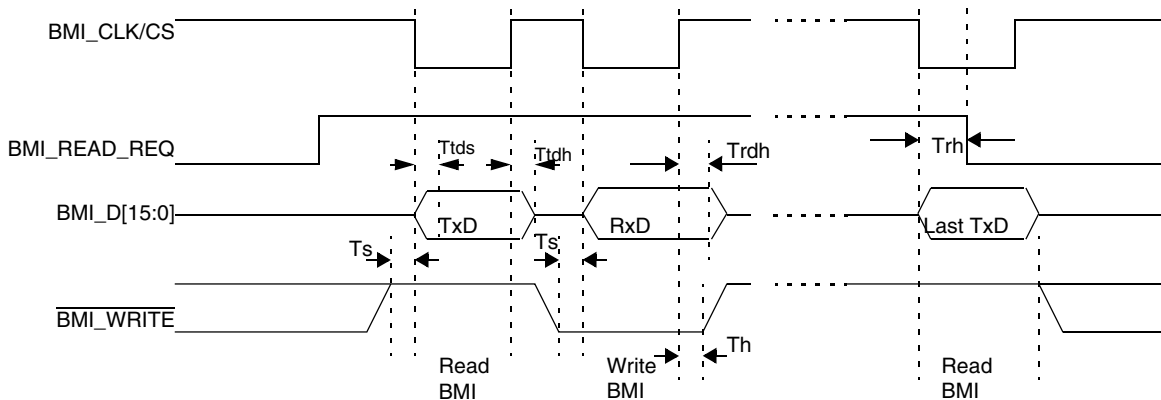 BMI_CLK/CS
BMI_READ_REQ
Ttds
Ttdh
Trdh
Trh
BMI_D[15:0]
TxD
RxD
Last TxD
Ts
Ts
BMI_WRITE
Th
Read
BMI
Write
BMI
Read
BMI